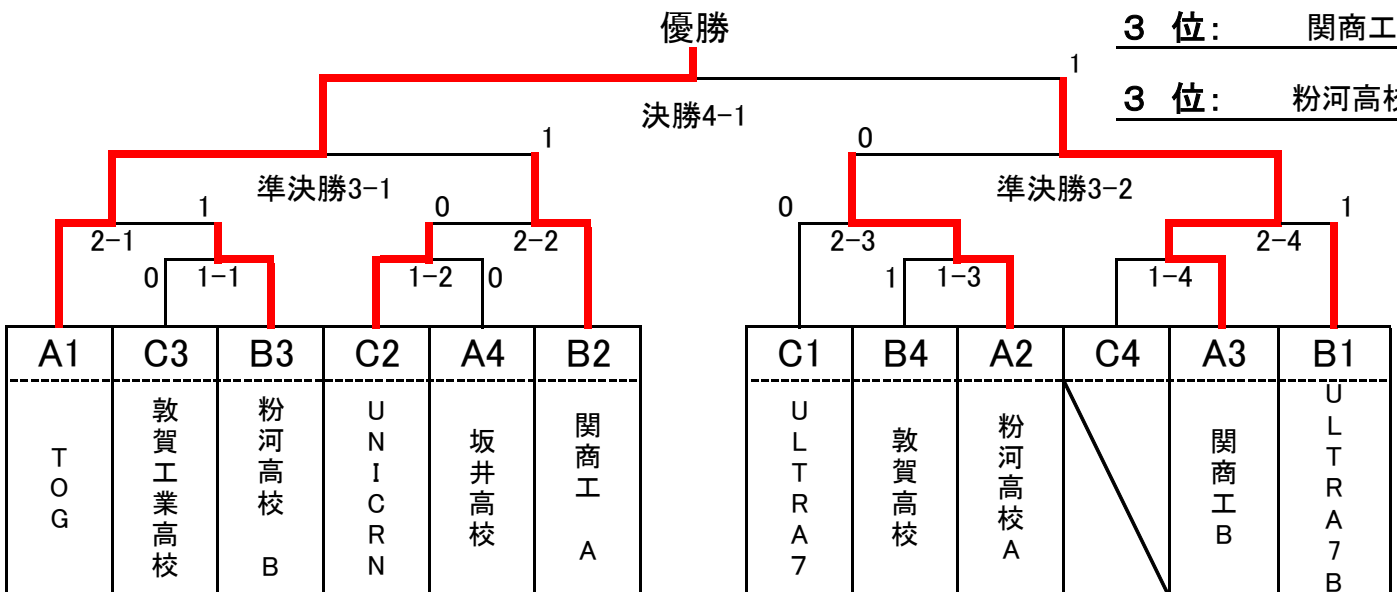 優勝
3 位: 関商工
3 位: 粉河高校
1
決勝4-1
1
0
準決勝3-1
準決勝3-2
1
0
0
1
2-1
2-2
2-3
2-4
0
1-1
1-2
0
1
1-3
1-4
A1 C3 B3 C2 A4 B2 C1 B4 A2 C4 A3 B1
TOG
敦賀工業高校
粉河高校 B
UNICRN
坂井高校
関商工 A
ULTRA7
敦賀高校
粉河高校A
関商工B
ULTRA7B